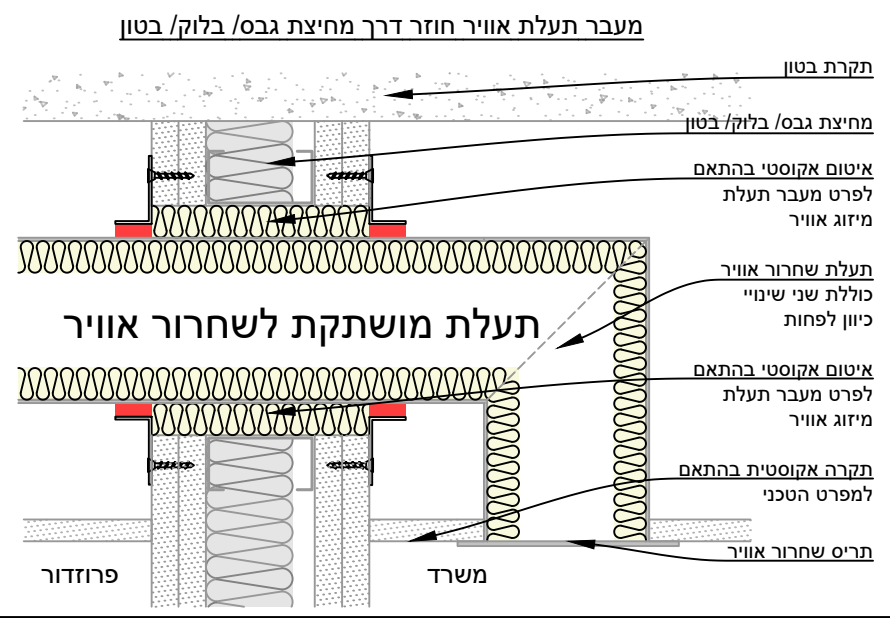 מעבר תעלת אוויר חוזר דרך מחיצת גבס/ בלוק/ בטון
תקרת בטון
מחיצת גבס/ בלוק/ בטון
איטום אקוסטי בהתאם
לפרט מעבר תעלת
מיזוג אוויר
תעלת שחרור אוויר
כוללת שני שינויי
כיוון לפחות
תעלת מושתקת לשחרור אוויר
איטום אקוסטי בהתאם
לפרט מעבר תעלת
מיזוג אוויר
תקרה אקוסטית בהתאם
למפרט הטכני
תריס שחרור אוויר
משרד
פרוזדור